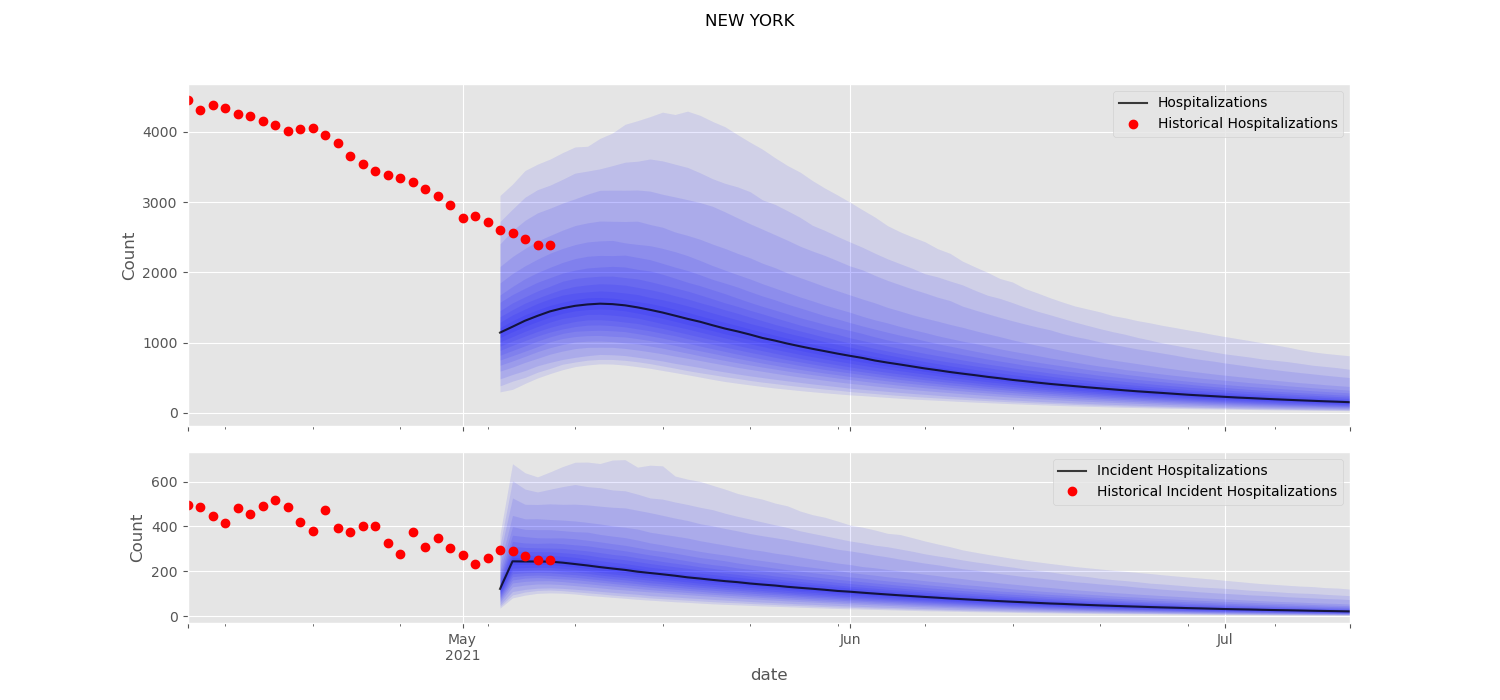 NEW YORK
Hospitalizations
Historical Hospitalizations
Count
4000
3000
2000
1000
0
Incident Hospitalizations
Historical Incident Hospitalizations
Count
600
400
200
0
May
2021
Jun
Jul
date